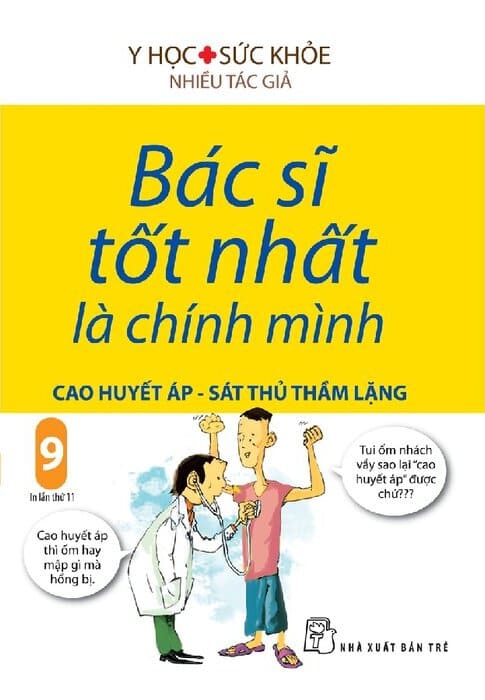 Y HỌC + SỨC KHỎE
NHIỀU TÁC GIẢ
Bác sĩ
tốt nhất
là chính mình
CAO HUYẾT ÁP - SÁT THỦ THẦM LẶNG
9
In lần thứ 11
Tui ốm nhách
vầy sao lại "cao
huyết áp" được
chứ???
Cao huyết áp
thì ốm hay
mập gì mà
hổng bị.
NHÀ XUẤT BẢN TRẺ